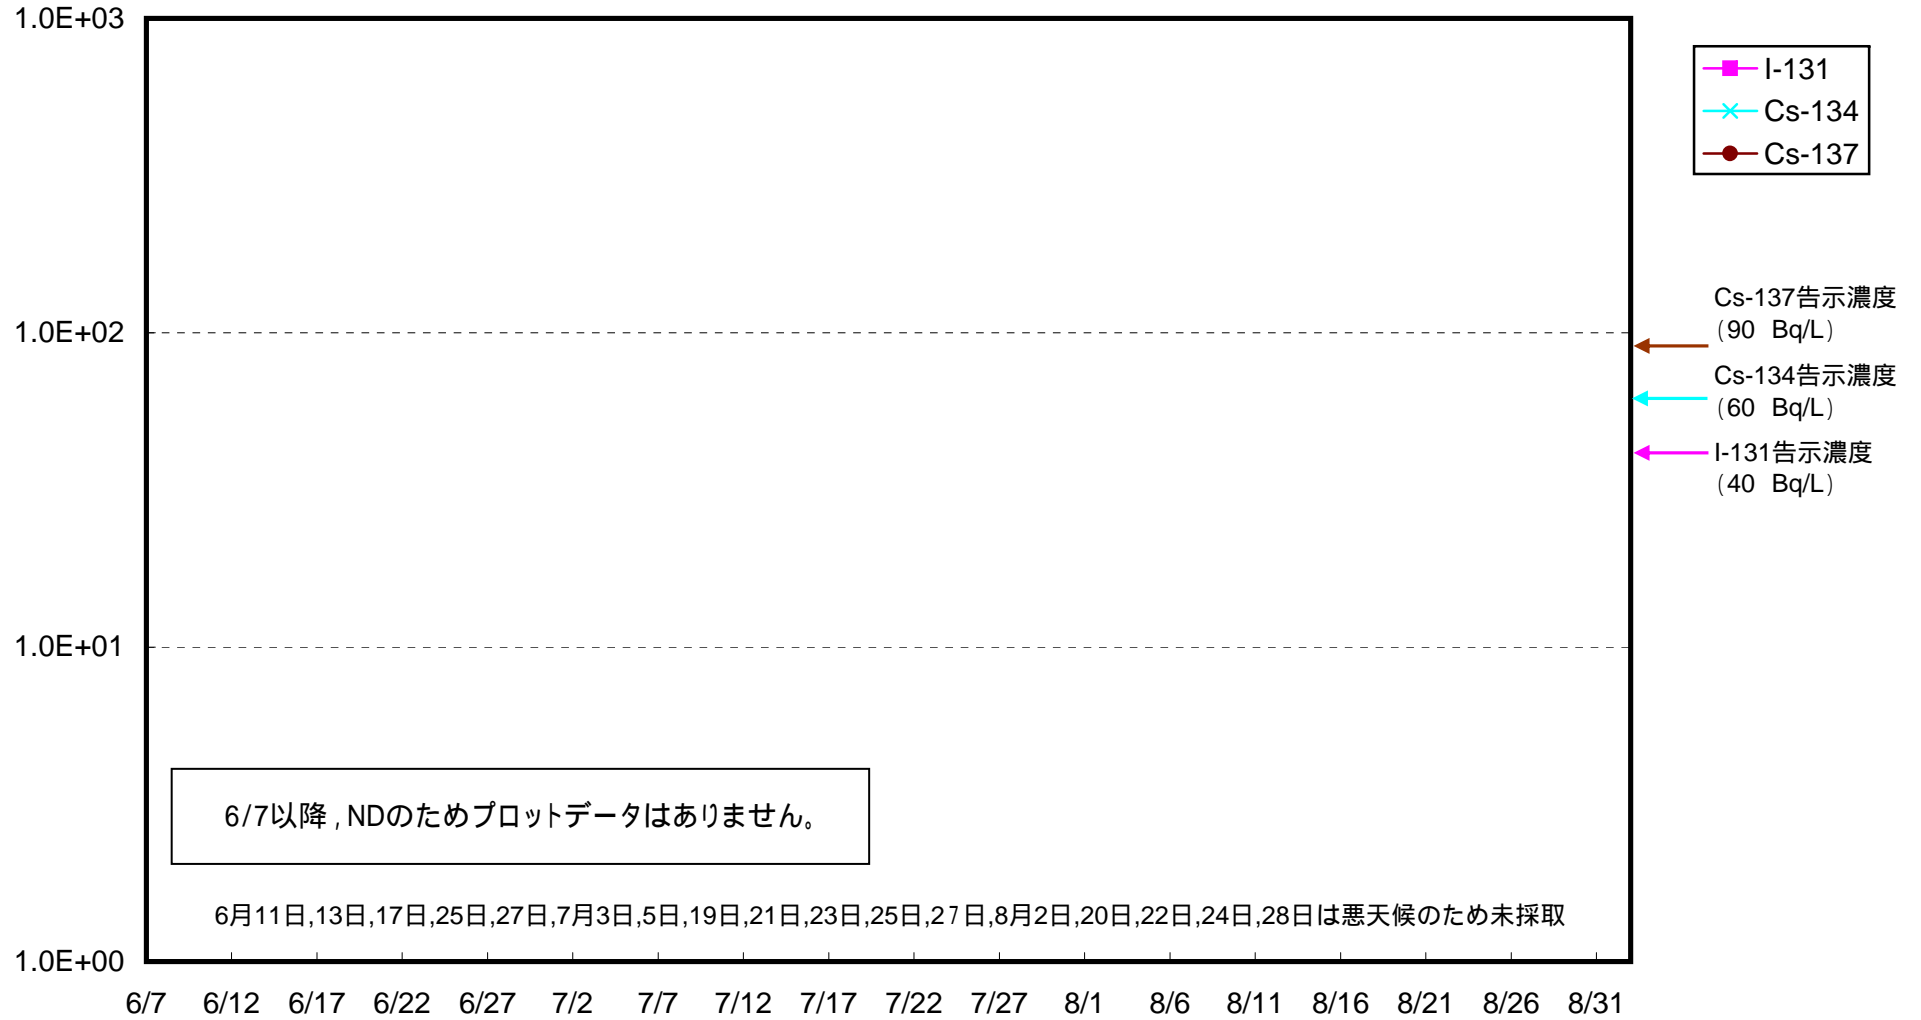 1.0E+03
1.0E+02
1.0E+01
1.0E+00
I-131
Cs-134
Cs-137
Cs-137告示濃度
(90 Bq/L)
Cs-134告示濃度
(60 Bq/L)
I-131告示濃度
(40 Bq/L)
6/7以降,NDのためプロットデータはありません。
6月11日,13日,17日,25日,27日,7月3日,5日,19日,21日,23日,25日,27日,8月2日,20日,22日,24日,28日は悪天候のため未採取
6/7 6/12 6/17 6/22 6/27 7/2 7/7 7/12 7/17 7/22 7/27 8/1 8/6 8/11 8/16 8/21 8/26 8/31